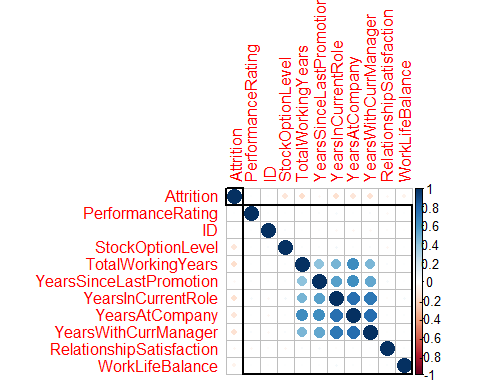 Attrition
PerformanceRating
ID
StockOptionLevel
TotalWorkingYears
YearsSinceLastPromotion
YearsInCurrentRole
YearsAtCompany
YearsWithCurrManager
RelationshipSatisfaction
WorkLifeBalance
Attrition
PerformanceRating
ID
StockOptionLevel
TotalWorkingYears
YearsSinceLastPromotion
YearsInCurrentRole
YearsAtCompany
YearsWithCurrManager
RelationshipSatisfaction
WorkLifeBalance
1
0.8
0.6
0.4
0.2
0
-0.2
-0.4
-0.6
-0.8
-1